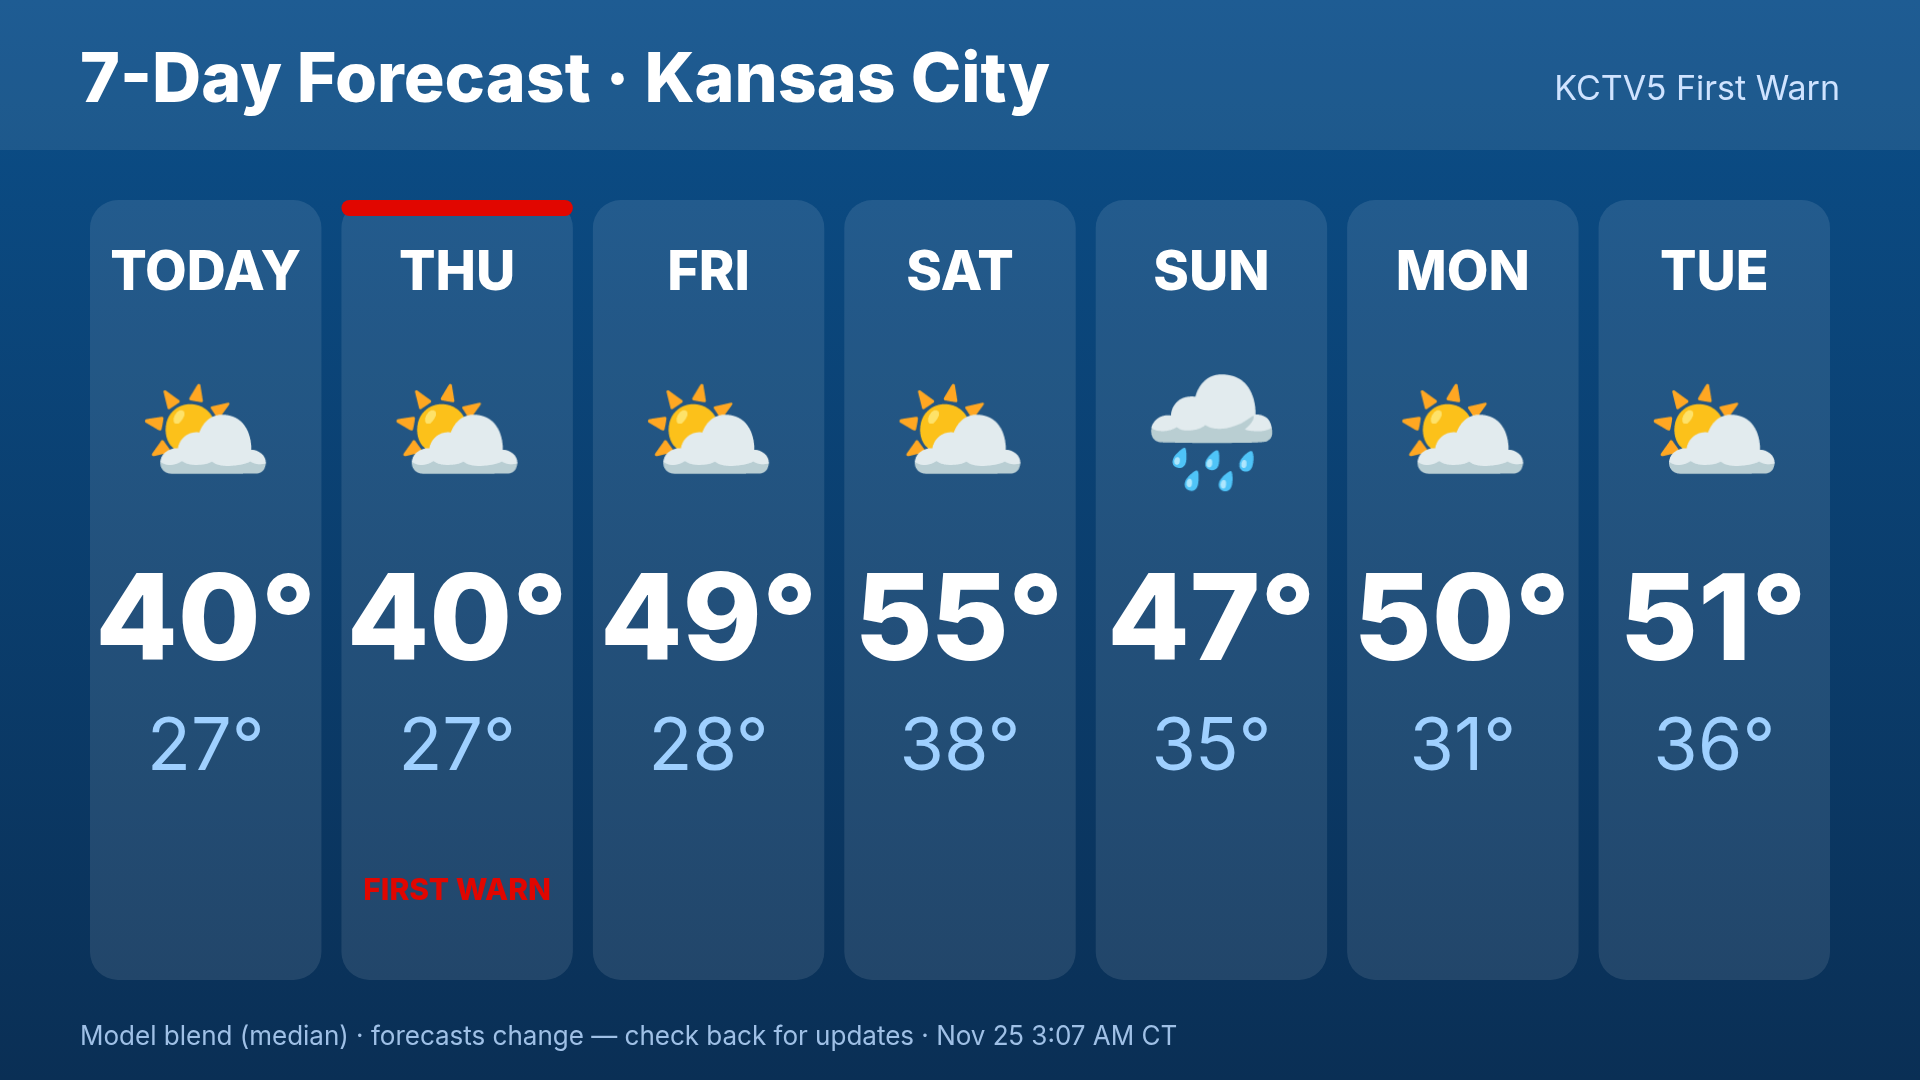 7-Day Forecast · Kansas City
KCTV5 First Warn
TODAY THU FRI SAT SUN MON TUE
40° 40° 49° 55° 47° 50° 51°
27° 27° 28° 38° 35° 31° 36°
FIRST WARN
Model blend (median) · forecasts change — check back for updates · Nov 25 3:07 AM CT